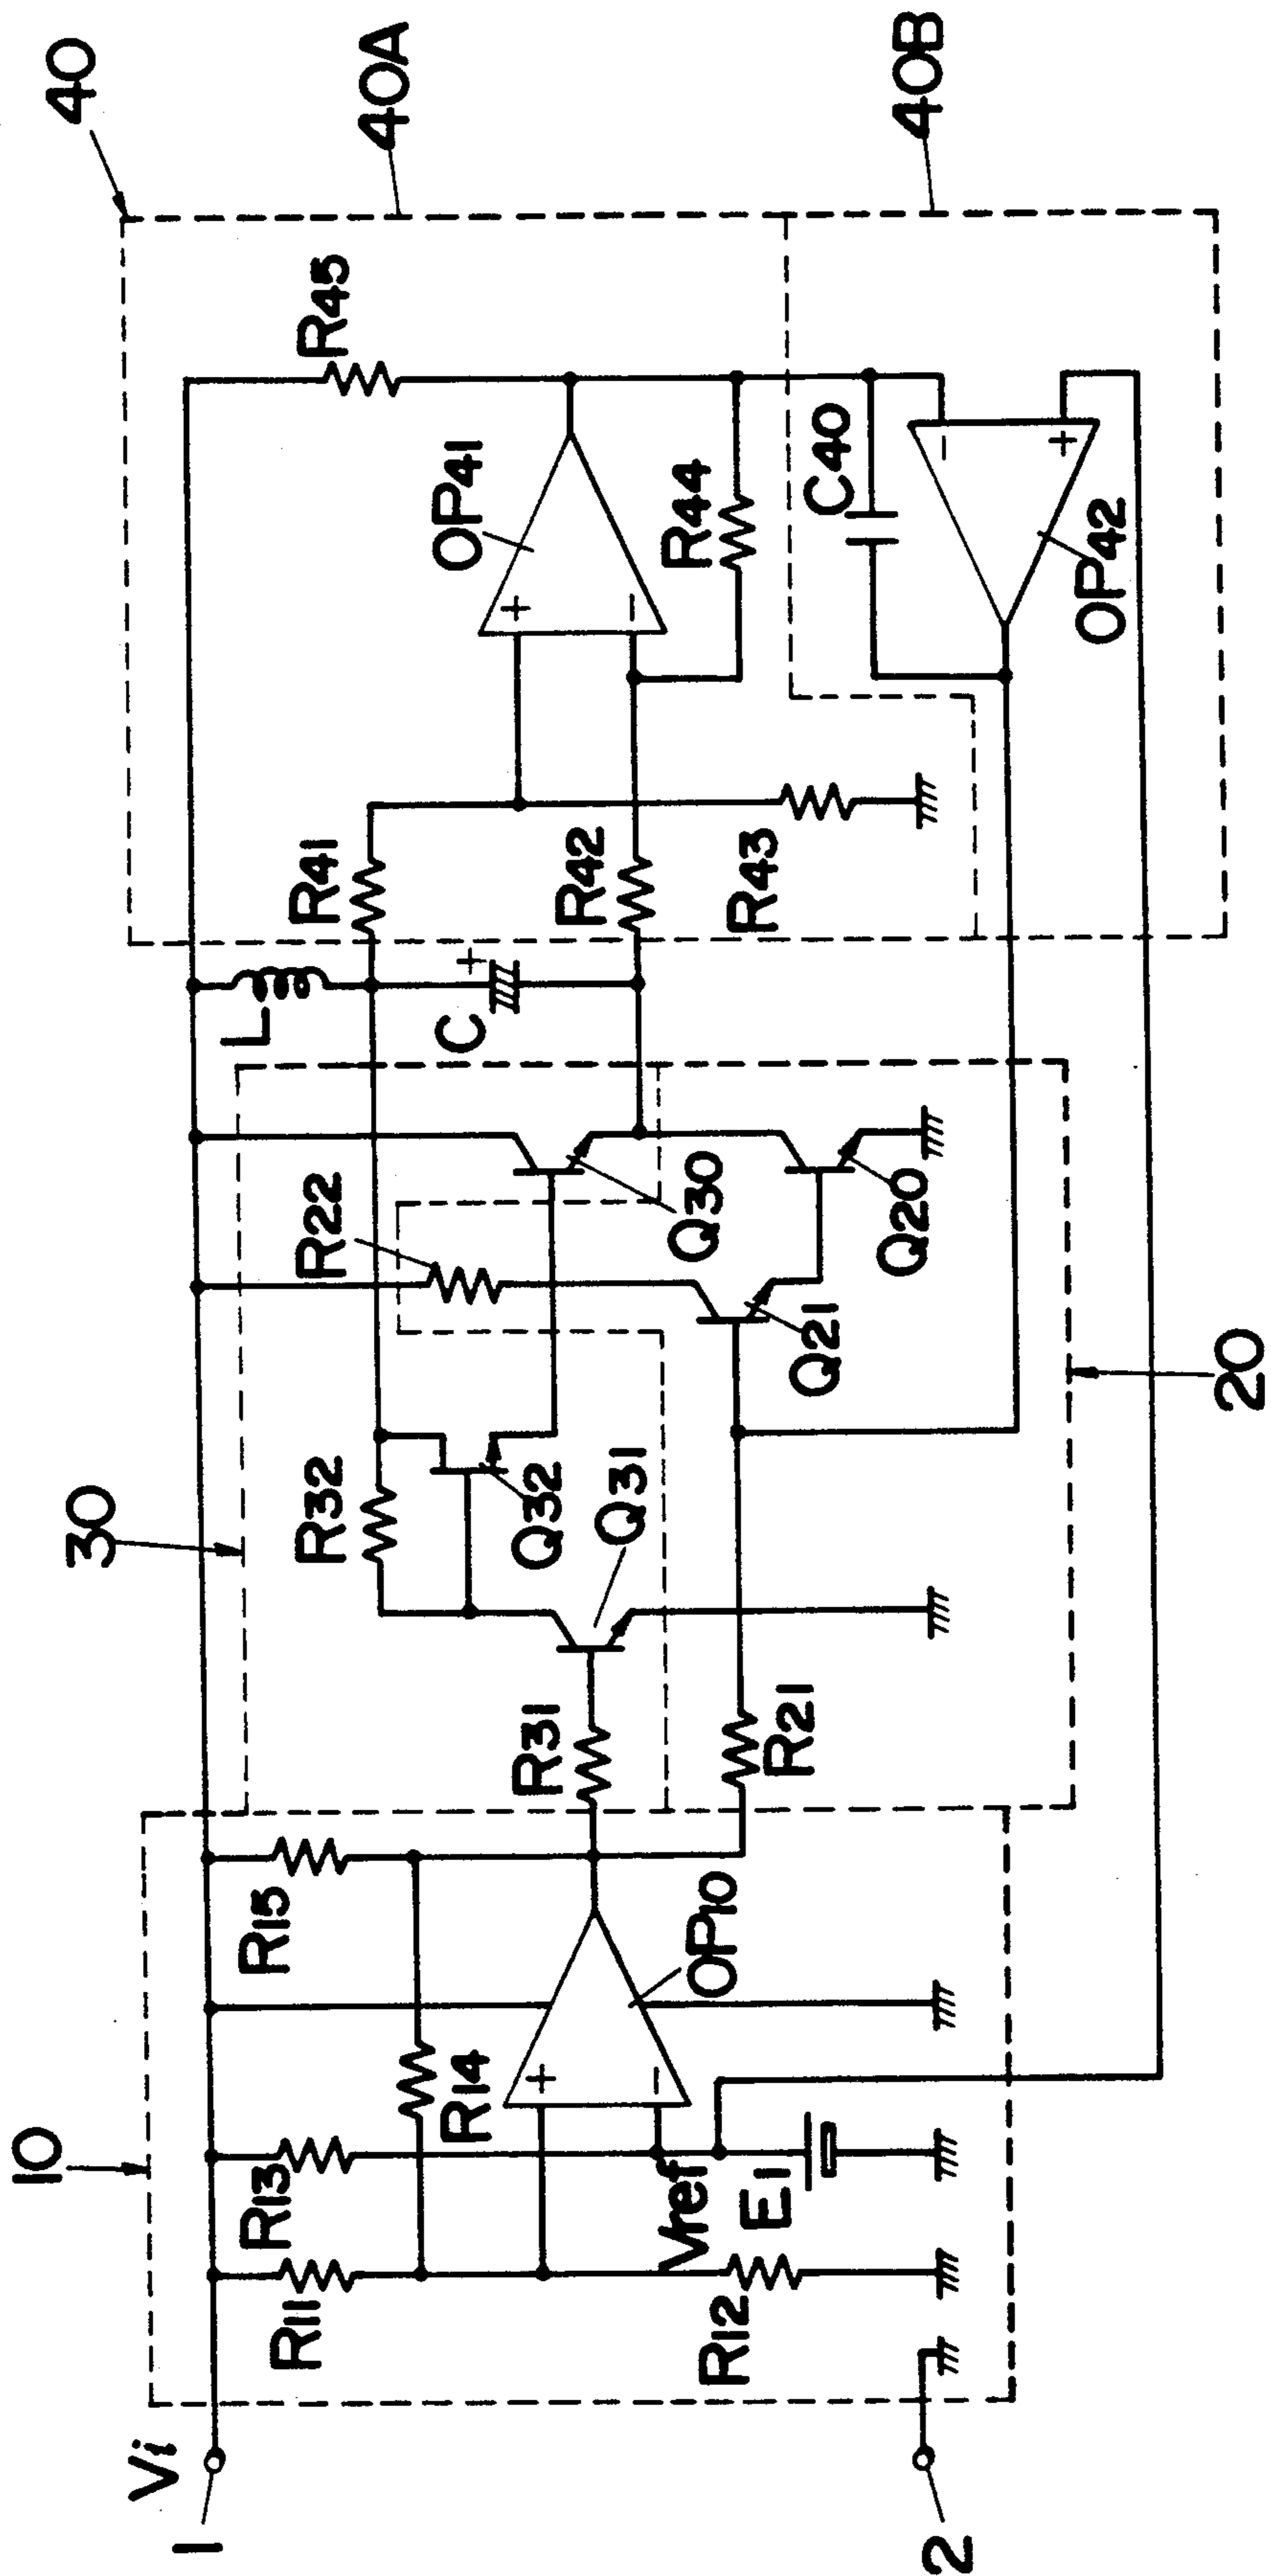 40
40A
40B
30
10
20
Vi
1
2
R45
OP41
R44
C40
OP42
R41
R42
R43
L
C
+
R22
Q30
Q20
Q21
R32
Q32
Q31
R31
R21
R15
OP10
R14
R13
R11
Vref
E1
R12
+
−
+
−
−
+